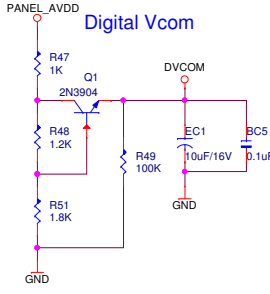 PANEL_AVDD
Digital Vcom
R47
1K
Q1
2N3904
DVCOM
R48
1.2K
R49
100K
EC1
10uF/16V
BC5
0.1uF
R51
1.8K
GND
GND